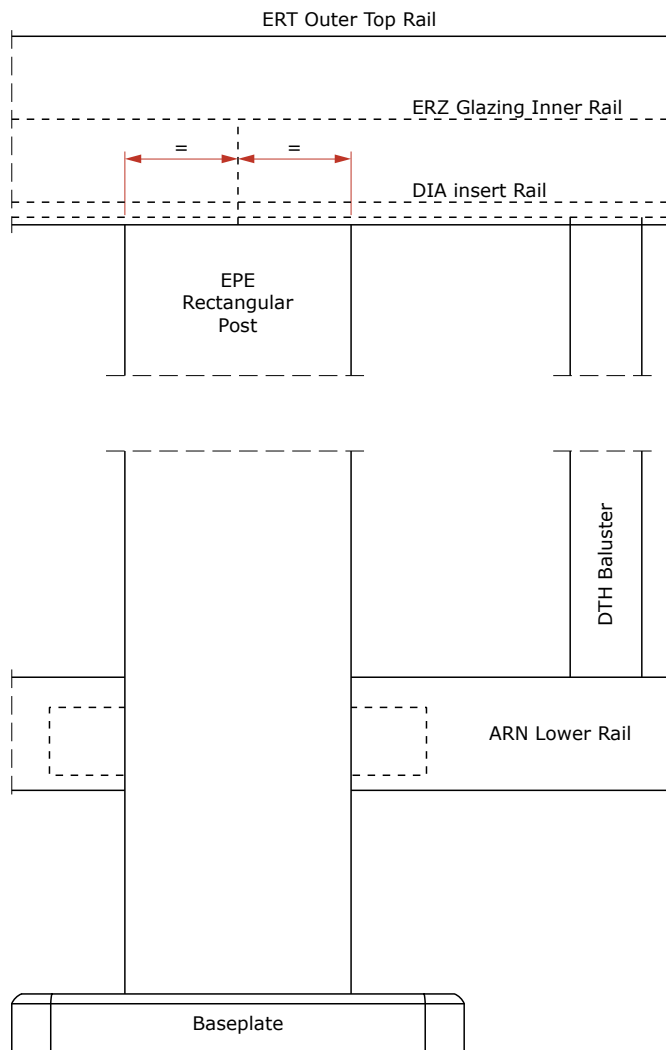 ERT Outer Top Rail
ERZ Glazing Inner Rail
= =
DIA insert Rail
EPE
Rectangular
Post
DTH Baluster
ARN Lower Rail
Baseplate